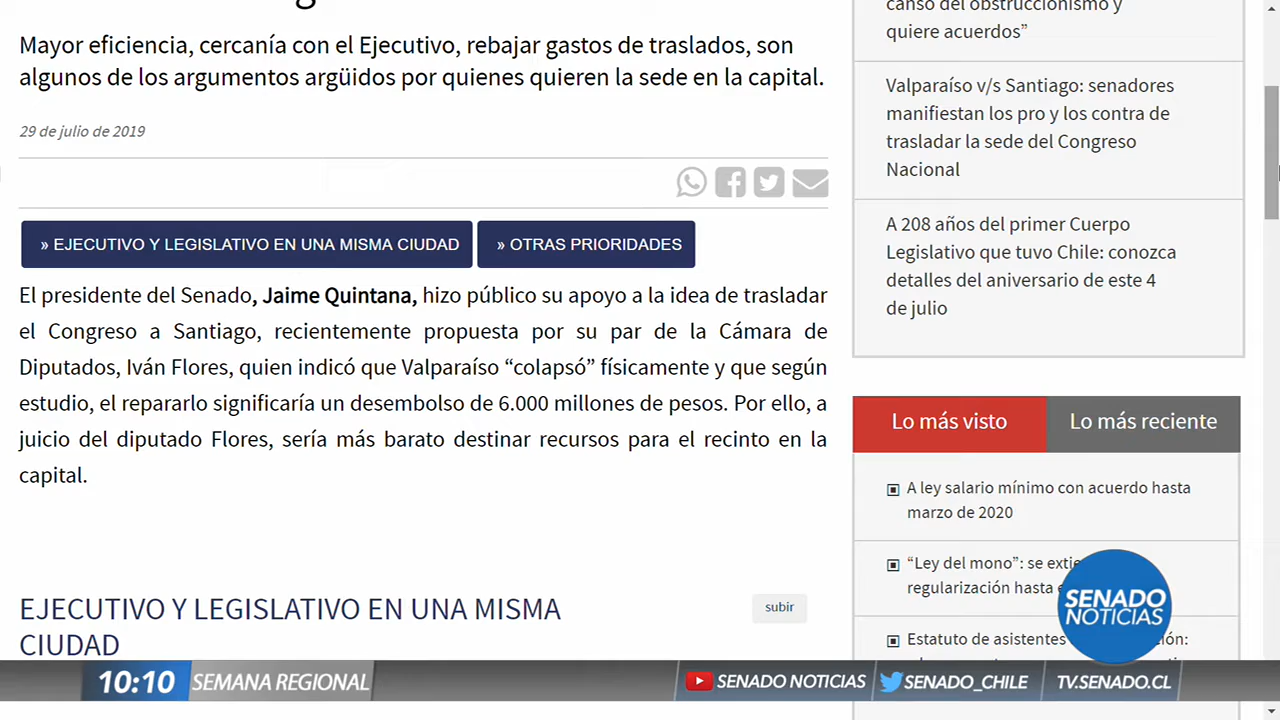 Mayor eficiencia, cercanía con el Ejecutivo, rebajar gastos de traslados, son
algunos de los argumentos argüidos por quienes quieren la sede en la capital.
29 de julio de 2019
» EJECUTIVO Y LEGISLATIVO EN UNA MISMA CIUDAD
» OTRAS PRIORIDADES
El presidente del Senado, Jaime Quintana, hizo público su apoyo a la idea de trasladar
el Congreso a Santiago, recientemente propuesta por su par de la Cámara de
Diputados, Iván Flores, quien indicó que Valparaíso “colapsó” físicamente y que según
estudio, el repararlo significaría un desembolso de 6.000 millones de pesos. Por ello, a
juicio del diputado Flores, sería más barato destinar recursos para el recinto en la
capital.
EJECUTIVO Y LEGISLATIVO EN UNA MISMA
CIUDAD
subir
canso del obstruccionismo y
quiere acuerdos”
Valparaíso v/s Santiago: senadores
manifiestan los pro y los contra de
trasladar la sede del Congreso
Nacional
A 208 años del primer Cuerpo
Legislativo que tuvo Chile: conozca
detalles del aniversario de este 4
de julio
Lo más visto
Lo más reciente
A ley salario mínimo con acuerdo hasta
marzo de 2020
“Ley del mono”: se
regularización hasta
Estatuto de asistentes
SENADO
NOTICIAS
10:10
SEMANA REGIONAL
SENADO NOTICIAS
SENADO_CHILE
TV.SENADO.CL